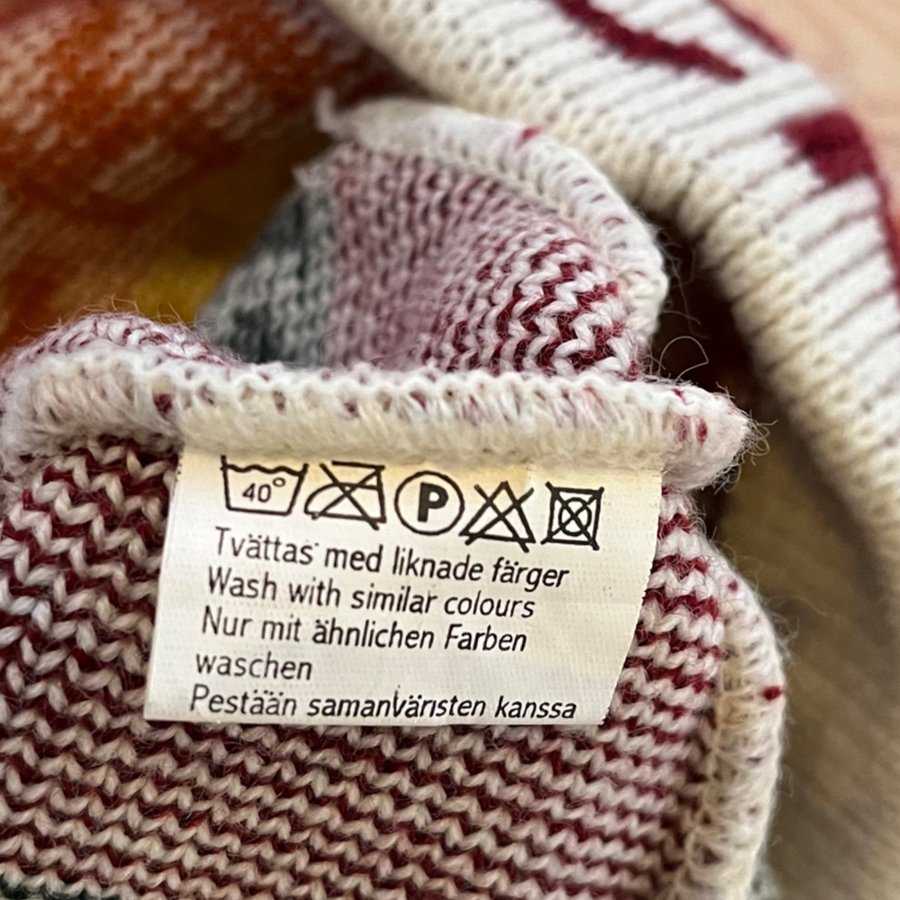 40° P
Tvättas med liknade färger
Wash with similar colours
Nur mit ähnlichen Farben
waschen
Pestään samanväristen kanssa